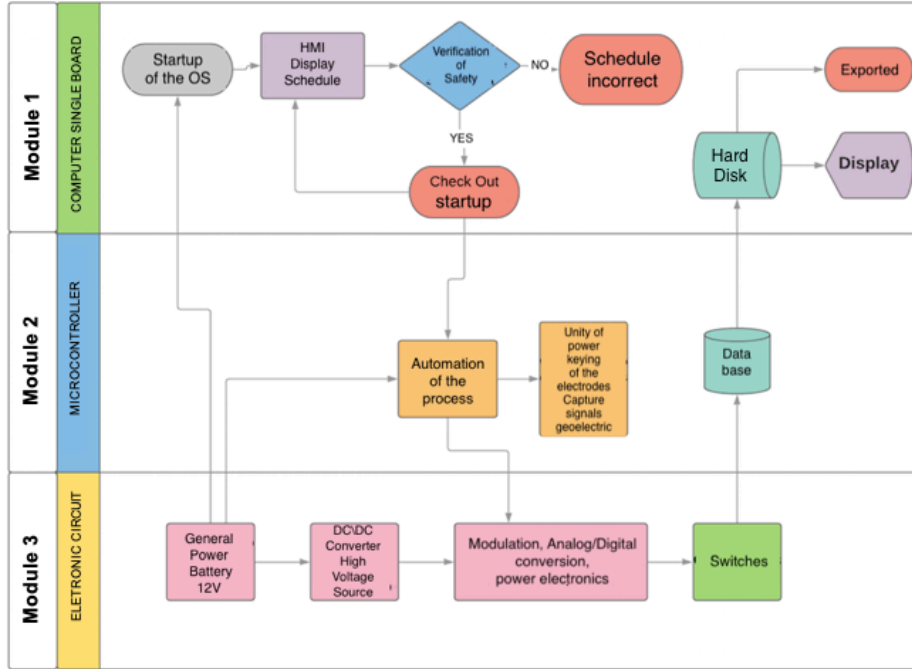 Module 1
COMPUTER SINGLE BOARD
Startup
of the OS
HMI
Display
Schedule
Verification
of
Safety
NO
Schedule
incorrect
YES
Check Out
startup
Hard
Disk
Exported
Display
Module 2
MICROCONTROLLER
Automation
of the
process
Unity of
power
keying
of the
electrodes
Capture
signals
geoelectric
Data
base
Module 3
ELETRONIC CIRCUIT
General
Power
Battery
12V
DC\DC
Converter
High
Voltage
Source
Modulation, Analog/Digital
conversion,
power electronics
Switches